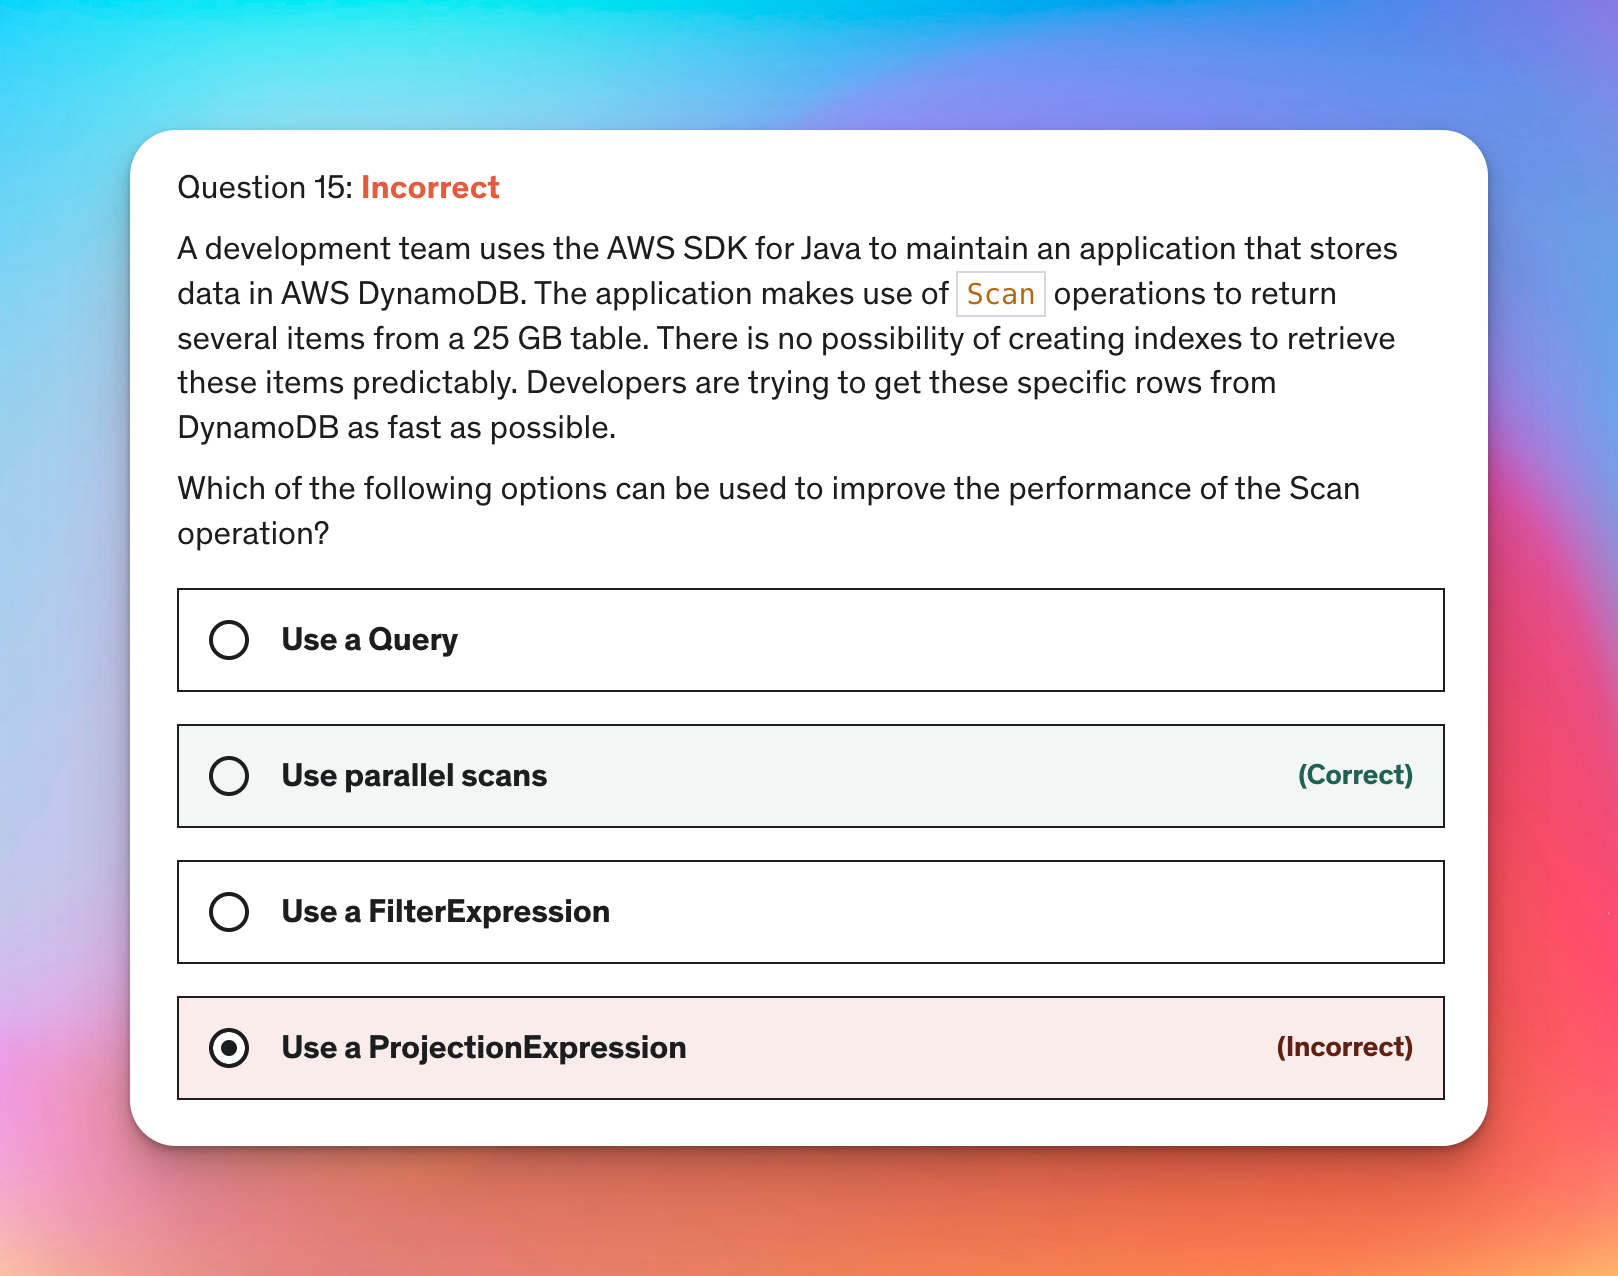 Question 15: Incorrect
A development team uses the AWS SDK for Java to maintain an application that stores
data in AWS DynamoDB. The application makes use of Scan operations to return
several items from a 25 GB table. There is no possibility of creating indexes to retrieve
these items predictably. Developers are trying to get these specific rows from
DynamoDB as fast as possible.
Which of the following options can be used to improve the performance of the Scan
operation?
Use a Query
Use parallel scans (Correct)
Use a FilterExpression
Use a ProjectionExpression (Incorrect)